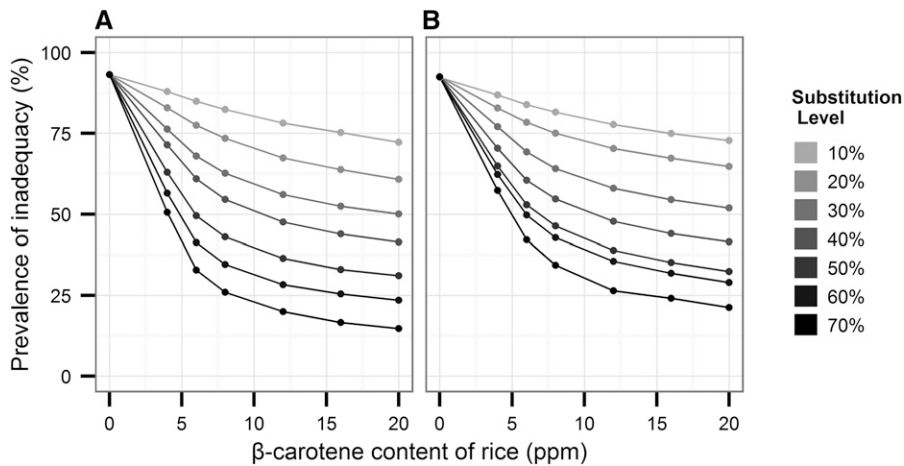 A B
100
75
50
25
0
Prevalence of inadequacy (%)
0 5 10 15 20 0 5 10 15 20
β-carotene content of rice (ppm)
Substitution
Level
10%
20%
30%
40%
50%
60%
70%